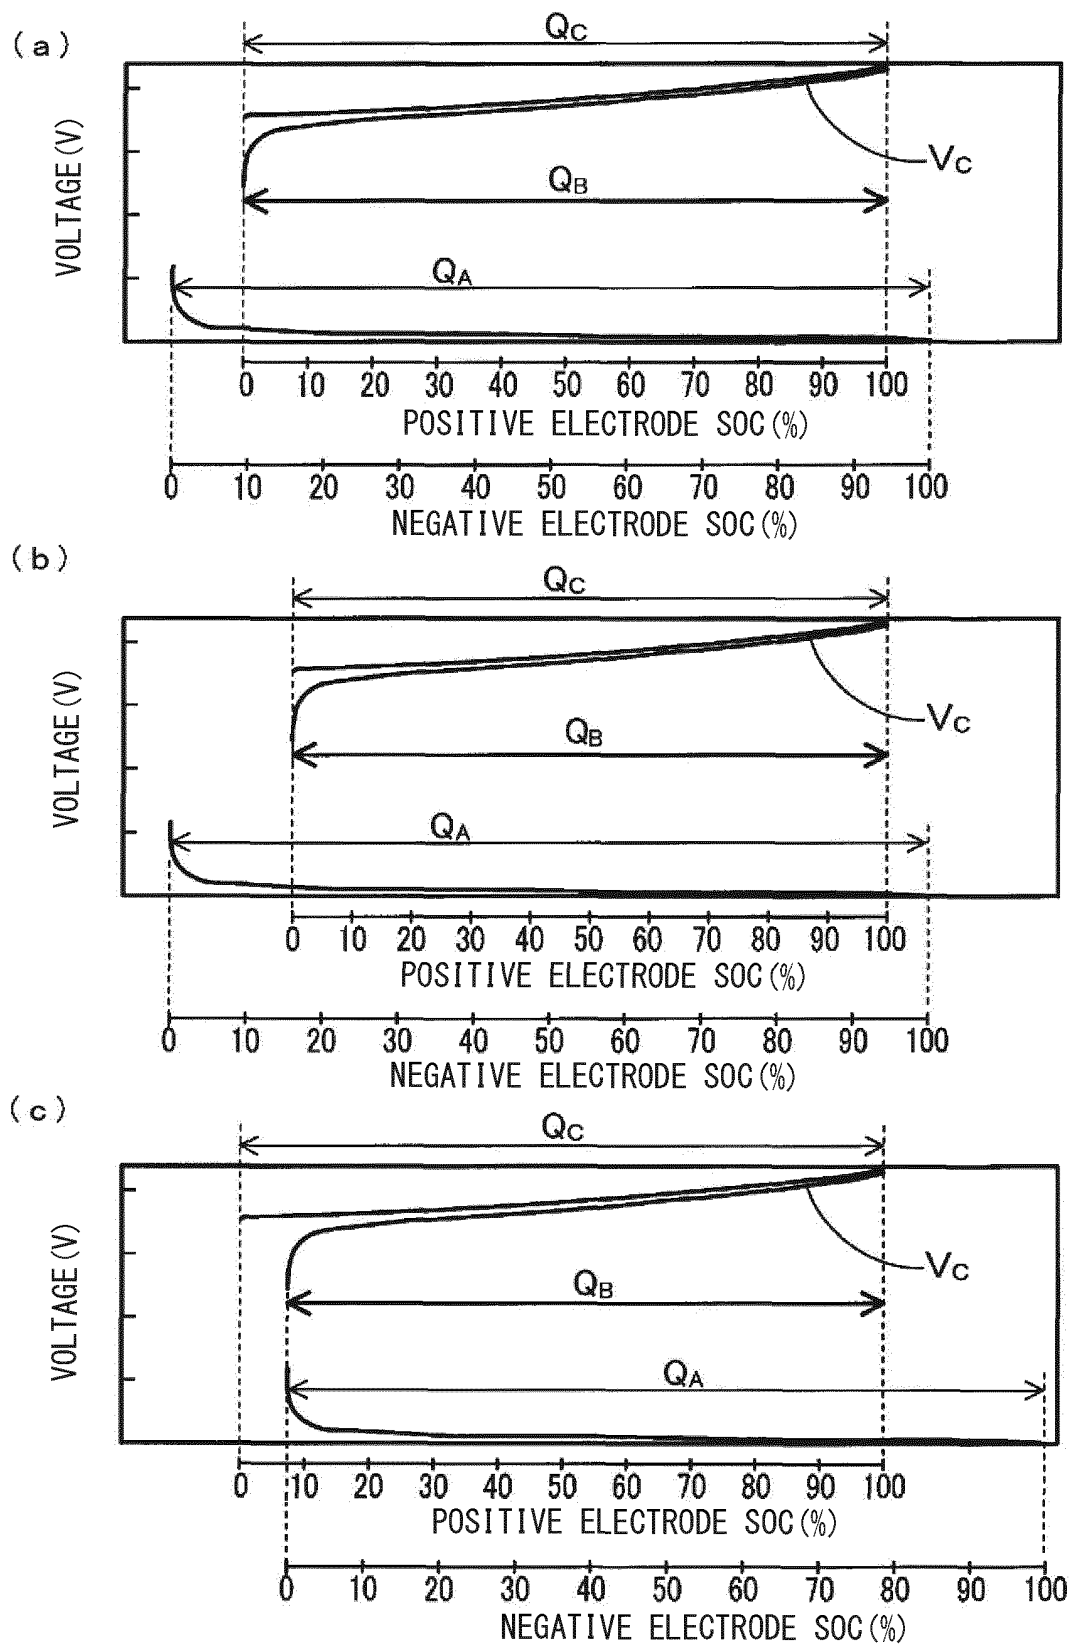 (a)
QC
VOLTAGE(V)
VC
QB
QA
0 10 20 30 40 50 60 70 80 90 100
POSITIVE ELECTRODE SOC(%)
0 10 20 30 40 50 60 70 80 90 100
NEGATIVE ELECTRODE SOC(%)
(b)
QC
VOLTAGE(V)
VC
QB
QA
0 10 20 30 40 50 60 70 80 90 100
POSITIVE ELECTRODE SOC(%)
0 10 20 30 40 50 60 70 80 90 100
NEGATIVE ELECTRODE SOC(%)
(c)
QC
VOLTAGE(V)
VC
QB
QA
0 10 20 30 40 50 60 70 80 90 100
POSITIVE ELECTRODE SOC(%)
0 10 20 30 40 50 60 70 80 90 100
NEGATIVE ELECTRODE SOC(%)